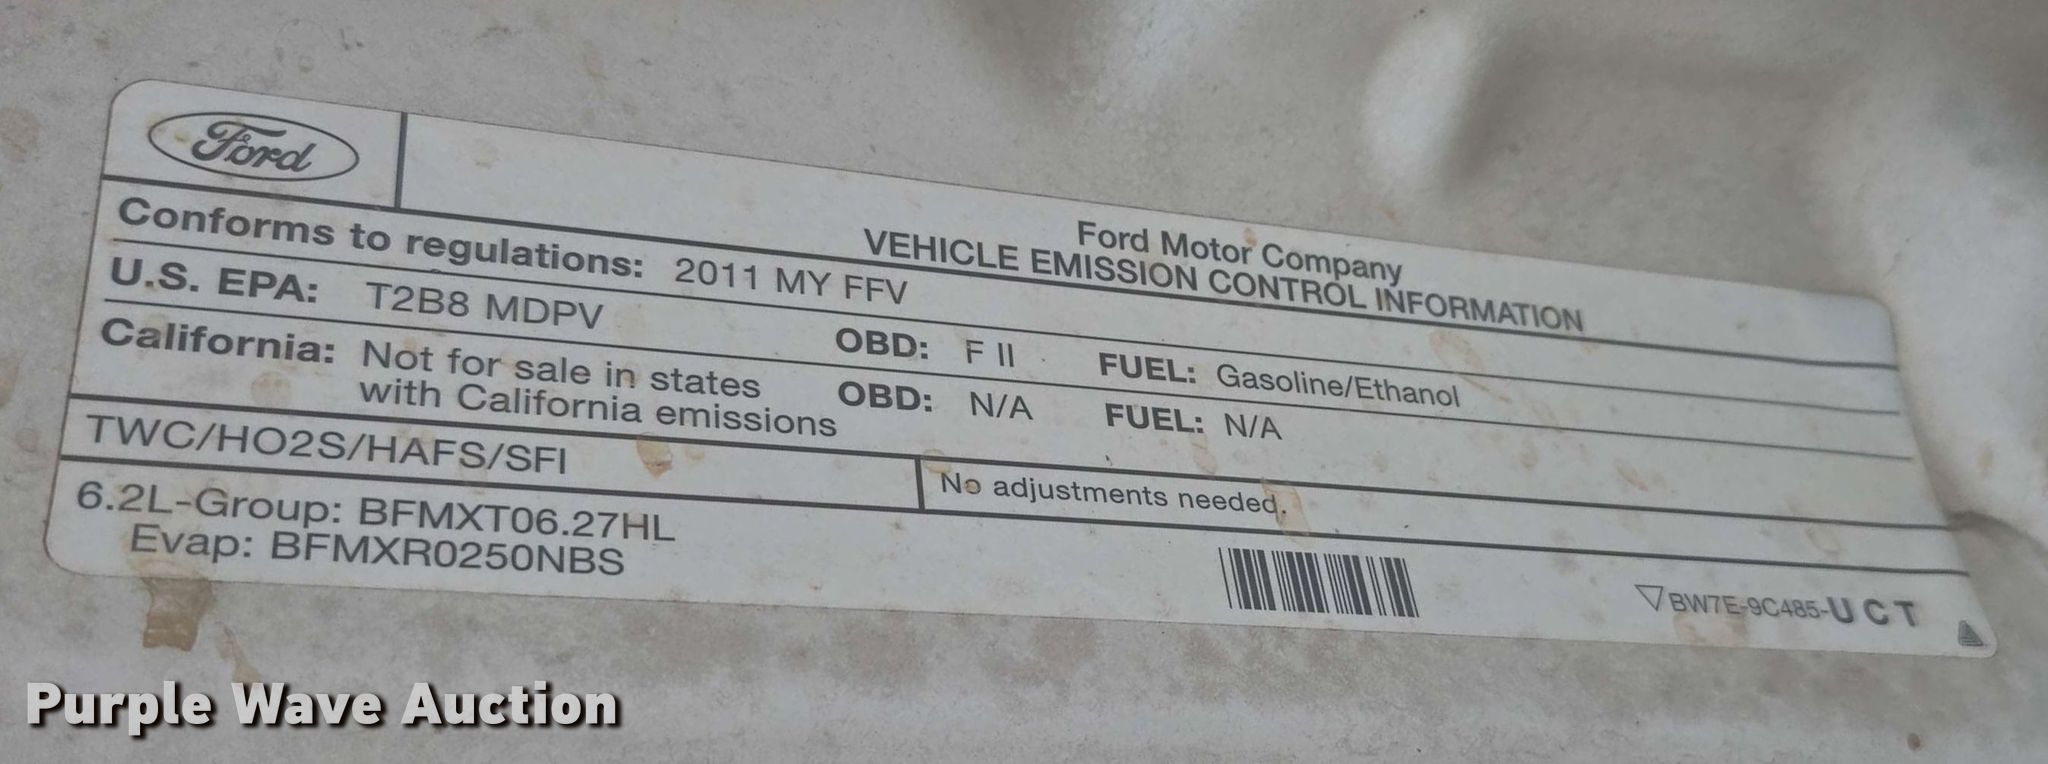 Ford
Ford Motor Company
VEHICLE EMISSION CONTROL INFORMATION
Conforms to regulations: 2011 MY FFV
U.S. EPA: T2B8 MDPV OBD: F II FUEL: Gasoline/Ethanol
California: Not for sale in states OBD: N/A FUEL: N/A
with California emissions
TWC/HO2S/HAFS/SFI
No adjustments needed.
6.2L-Group: BFMXT06.27HL
Evap: BFMXR0250NBS
BW7E-9C485-UCT
Purple Wave Auction